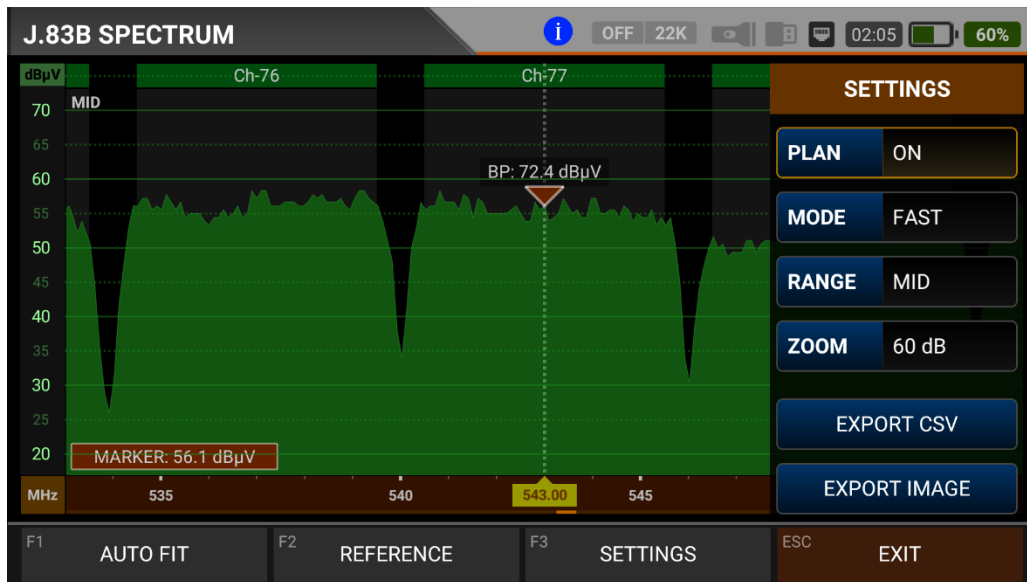 J.83B SPECTRUM
i
OFF 22K
02:05
60%
dBµV
Ch-76
Ch-77
SETTINGS
MID
70
65
60
55
50
45
40
35
30
25
20
BP: 72.4 dBµV
PLAN ON
MODE FAST
RANGE MID
ZOOM 60 dB
EXPORT CSV
EXPORT IMAGE
MARKER: 56.1 dBµV
MHz
535
540
543.00
545
F1 AUTO FIT
F2 REFERENCE
F3 SETTINGS
ESC EXIT